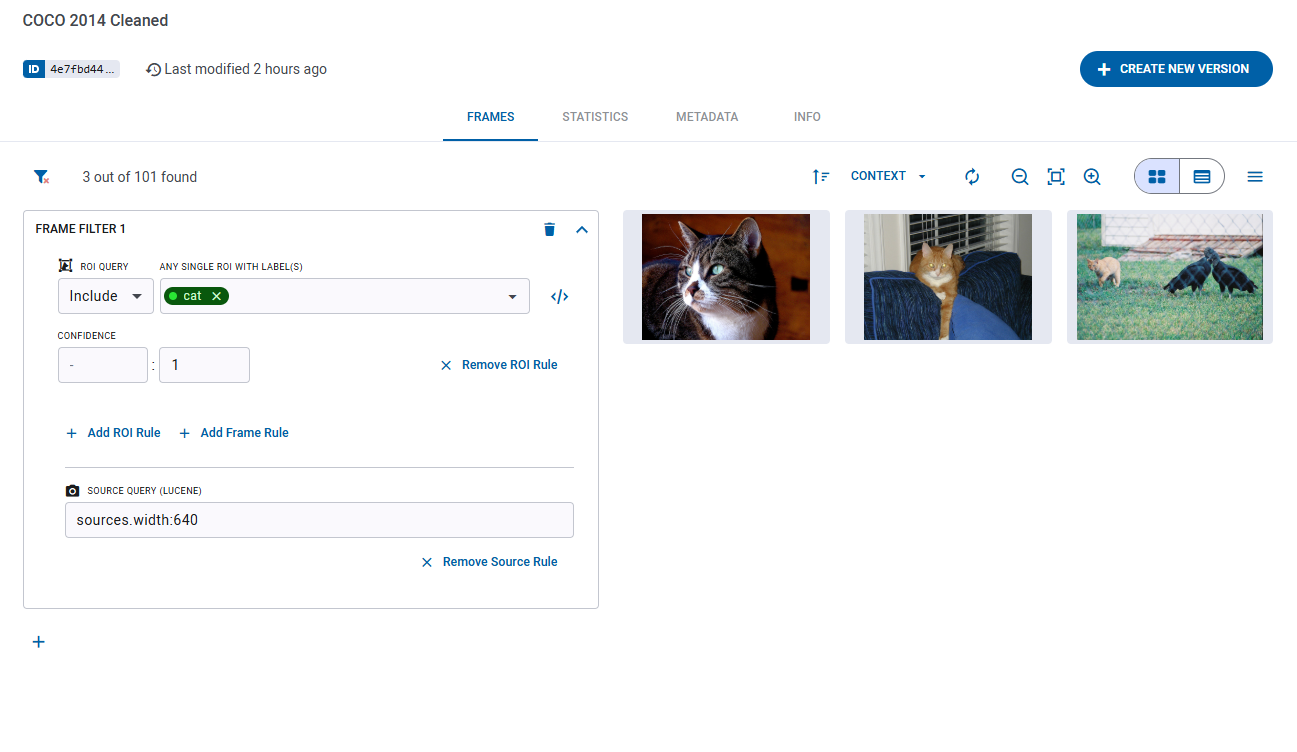 COCO 2014 Cleaned
ID 4e7fbd44...
Last modified 2 hours ago
CREATE NEW VERSION
FRAMES
STATISTICS
METADATA
INFO
3 out of 101 found
CONTEXT
FRAME FILTER 1
ROI QUERY
ANY SINGLE ROI WITH LABEL(S)
Include
cat
CONFIDENCE
- : 1
Remove ROI Rule
Add ROI Rule
Add Frame Rule
SOURCE QUERY (LUCENE)
sources.width:640
Remove Source Rule